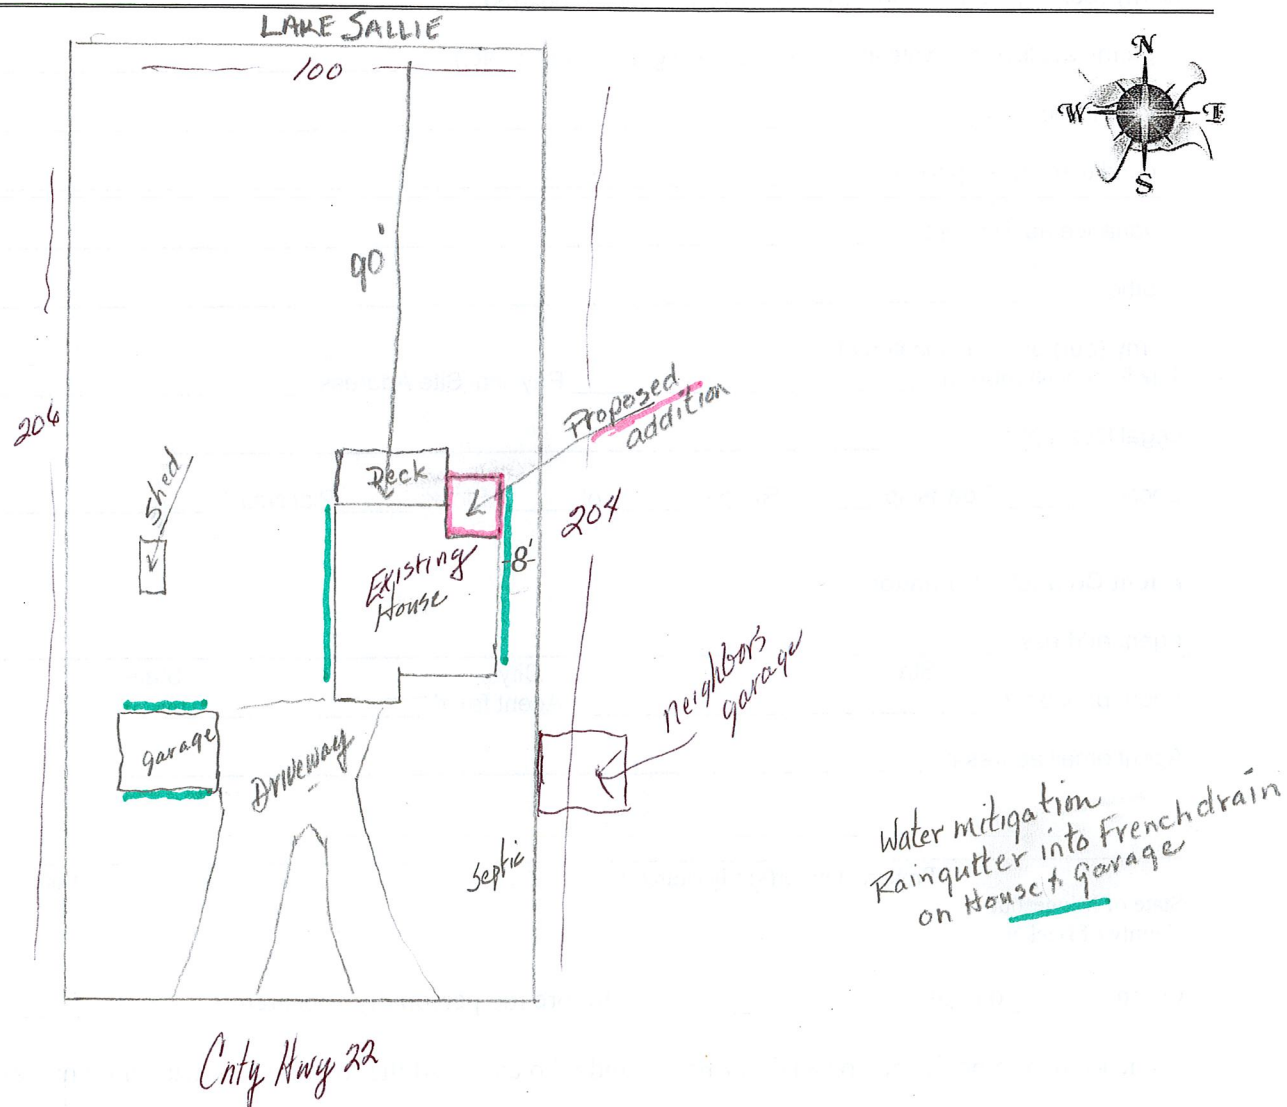 LAKE SALLIE
100
N
W
E
S
90'
204
204
Proposed
addition
Deck
Shed
Existing
House
-8'-
neighbors
garage
garage
Driveway
Septic
Water mitigation
Raingutter into Frenchdrain
on House & Garage
Cnty Hwy 22